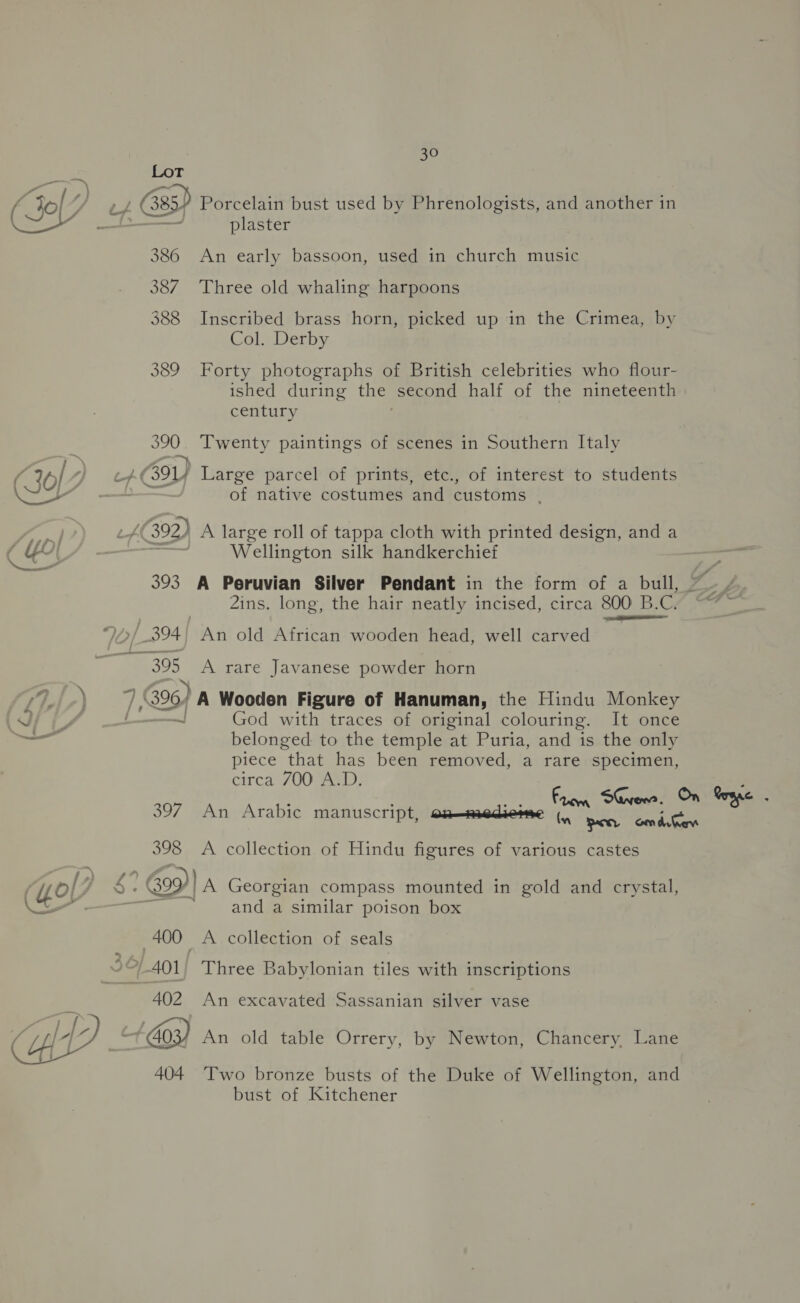 30
Lot
30/- 385 Porcelain bust used by Phrenologists, and another in
plaster
386 An early bassoon, used in church music
387 Three old whaling harpoons
388 Inscribed brass horn, picked up in the Crimea, by
Col. Derby
389 Forty photographs of British celebrities who flour-
ished during the second half of the nineteenth
century
390 Twenty paintings of scenes in Southern Italy
30/- 391 Large parcel of prints, etc., of interest to students
of native costumes and customs
40/- 392 A large roll of tappa cloth with printed design, and a
Wellington silk handkerchief
393 A Peruvian Silver Pendant in the form of a bull,
2ins. long, the hair neatly incised, circa 800 B.C.
394 An old African wooden head, well carved
395 A rare Javanese powder horn
396 A Wooden Figure of Hanuman, the Hindu Monkey
God with traces of original colouring. It once
belonged to the temple at Puria, and is the only
piece that has been removed, a rare specimen,
circa 700 A.D.
From Stevens. On
397 An Arabic manuscript, on medicine in poor condition
398 A collection of Hindu figures of various castes
40/- 399 A Georgian compass mounted in gold and crystal,
and a similar poison box
400 A collection of seals
30/ 401 Three Babylonian tiles with inscriptions
402 An excavated Sassanian silver vase
403 An old table Orrery, by Newton, Chancery Lane
404 Two bronze busts of the Duke of Wellington, and
bust of Kitchener